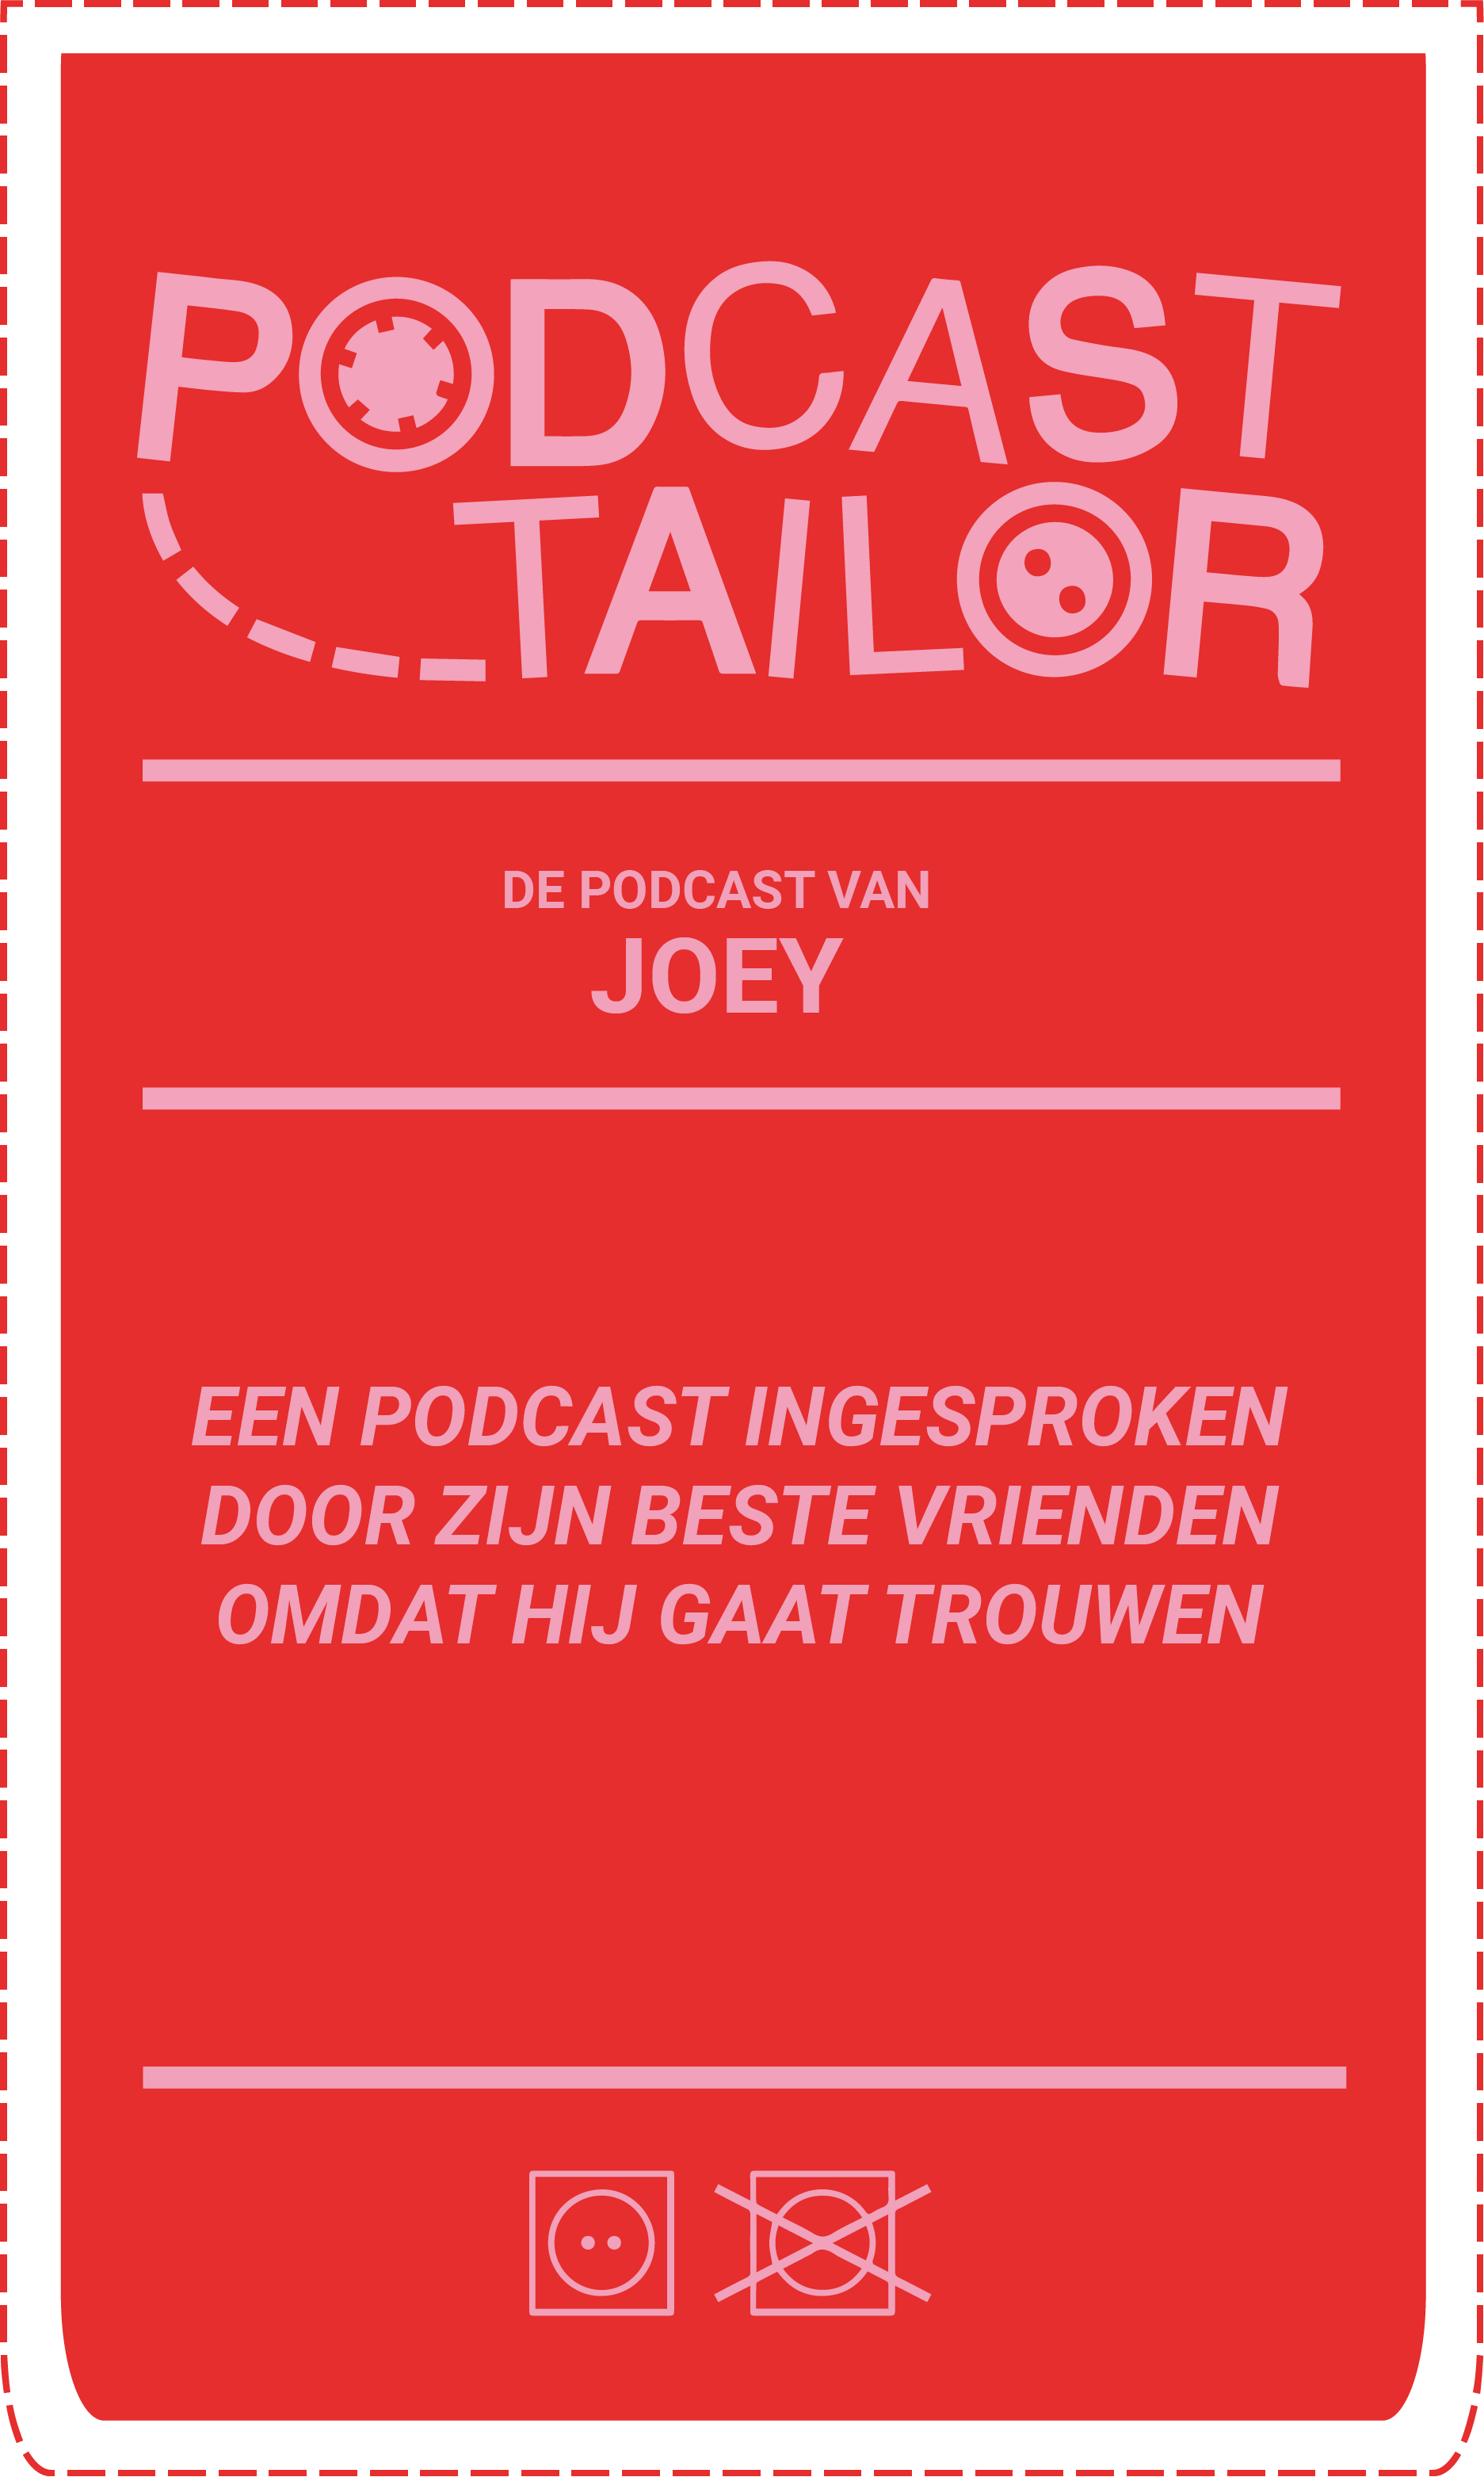 PODCAST
TAILOR
DE PODCAST VAN
JOEY
EEN PODCAST INGESPROKEN
DOOR ZIJN BESTE VRIENDEN
OMDAT HIJ GAAT TROUWEN